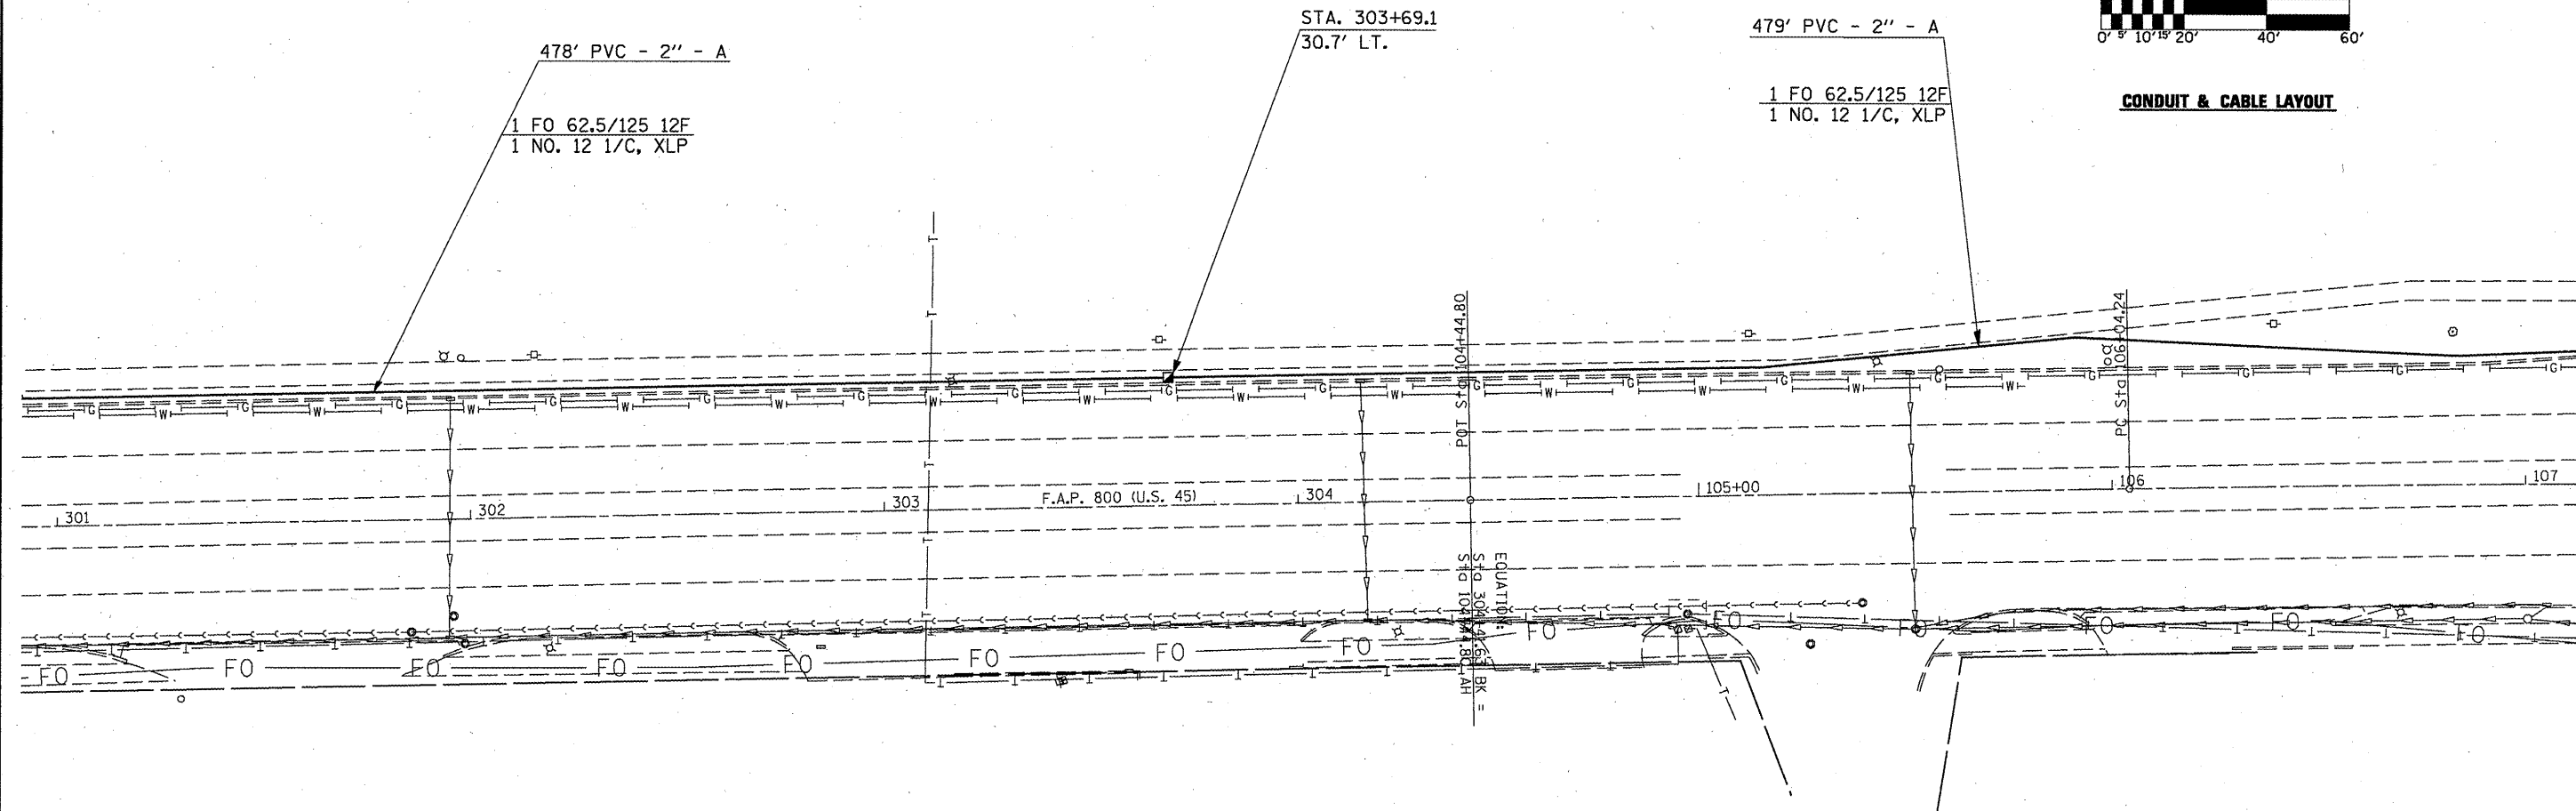 STA. 303+69.1
30.7' LT.
478' PVC - 2" - A
1 FO 62.5/125 12F
1 NO. 12 1/C, XLP
479' PVC - 2" - A
1 FO 62.5/125 12F
1 NO. 12 1/C, XLP
0' 5' 10' 15' 20' 40' 60'
CONDUIT & CABLE LAYOUT
T
T
T
T
T
POT Sta 104+44.80
PC Sta 106+04.24
G W G W G W G W G W G W G W G W G W G W G W G W G W G G G G
301
302
303
F.A.P. 800 (U.S. 45)
304
105+00
106
107
EQUATION:
FO FO FO FO FO FO FO FO FO FO FO FO FO FO
T